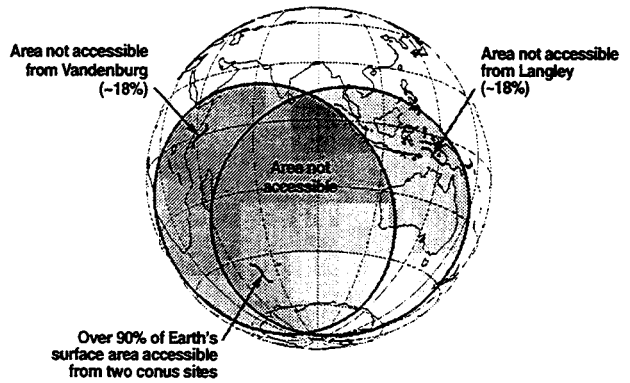 Area not accessible
from Vandenburg
(~18%)
Area not accessible
from Langley
(~18%)
Area not
accessible
Over 90% of Earth's
surface area accessible
from two conus sites